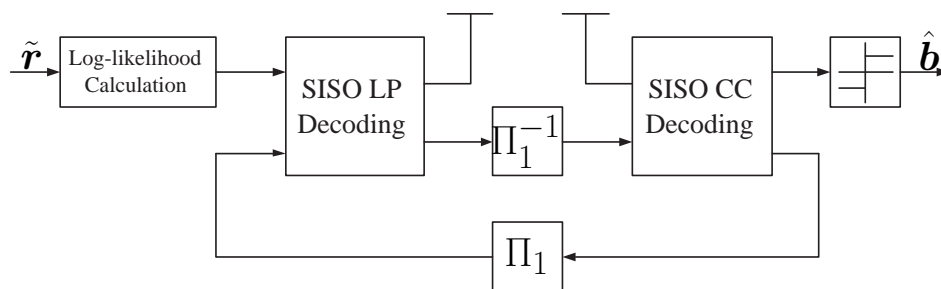 r̃
Log-likelihood
Calculation
SISO LP
Decoding
Π₁⁻¹
SISO CC
Decoding
b̂
Π₁